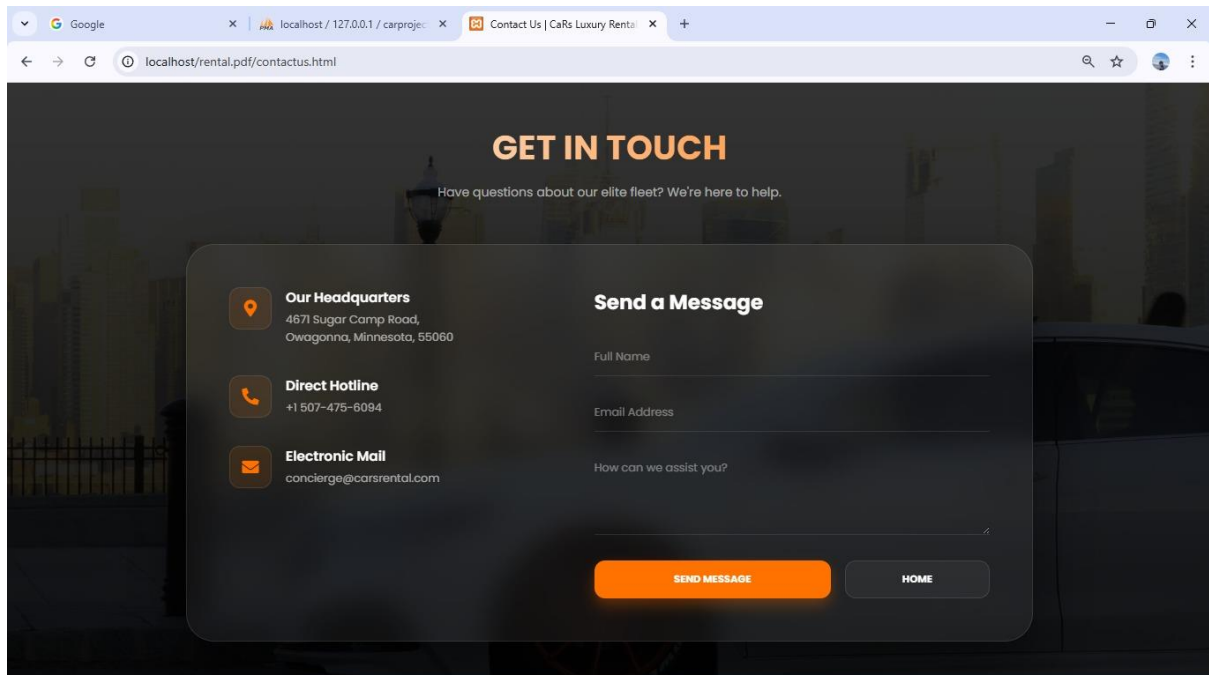 Google
localhost / 127.0.0.1 / carprojec
Contact Us | CaRs Luxury Rental
localhost/rental.pdf/contactus.html
GET IN TOUCH
Have questions about our elite fleet? We're here to help.
Our Headquarters
4671 Sugar Camp Road,
Owagonna, Minnesota, 55060
Direct Hotline
+1 507-475-6094
Electronic Mail
concierge@carsrental.com
Send a Message
Full Name
Email Address
How can we assist you?
SEND MESSAGE
HOME